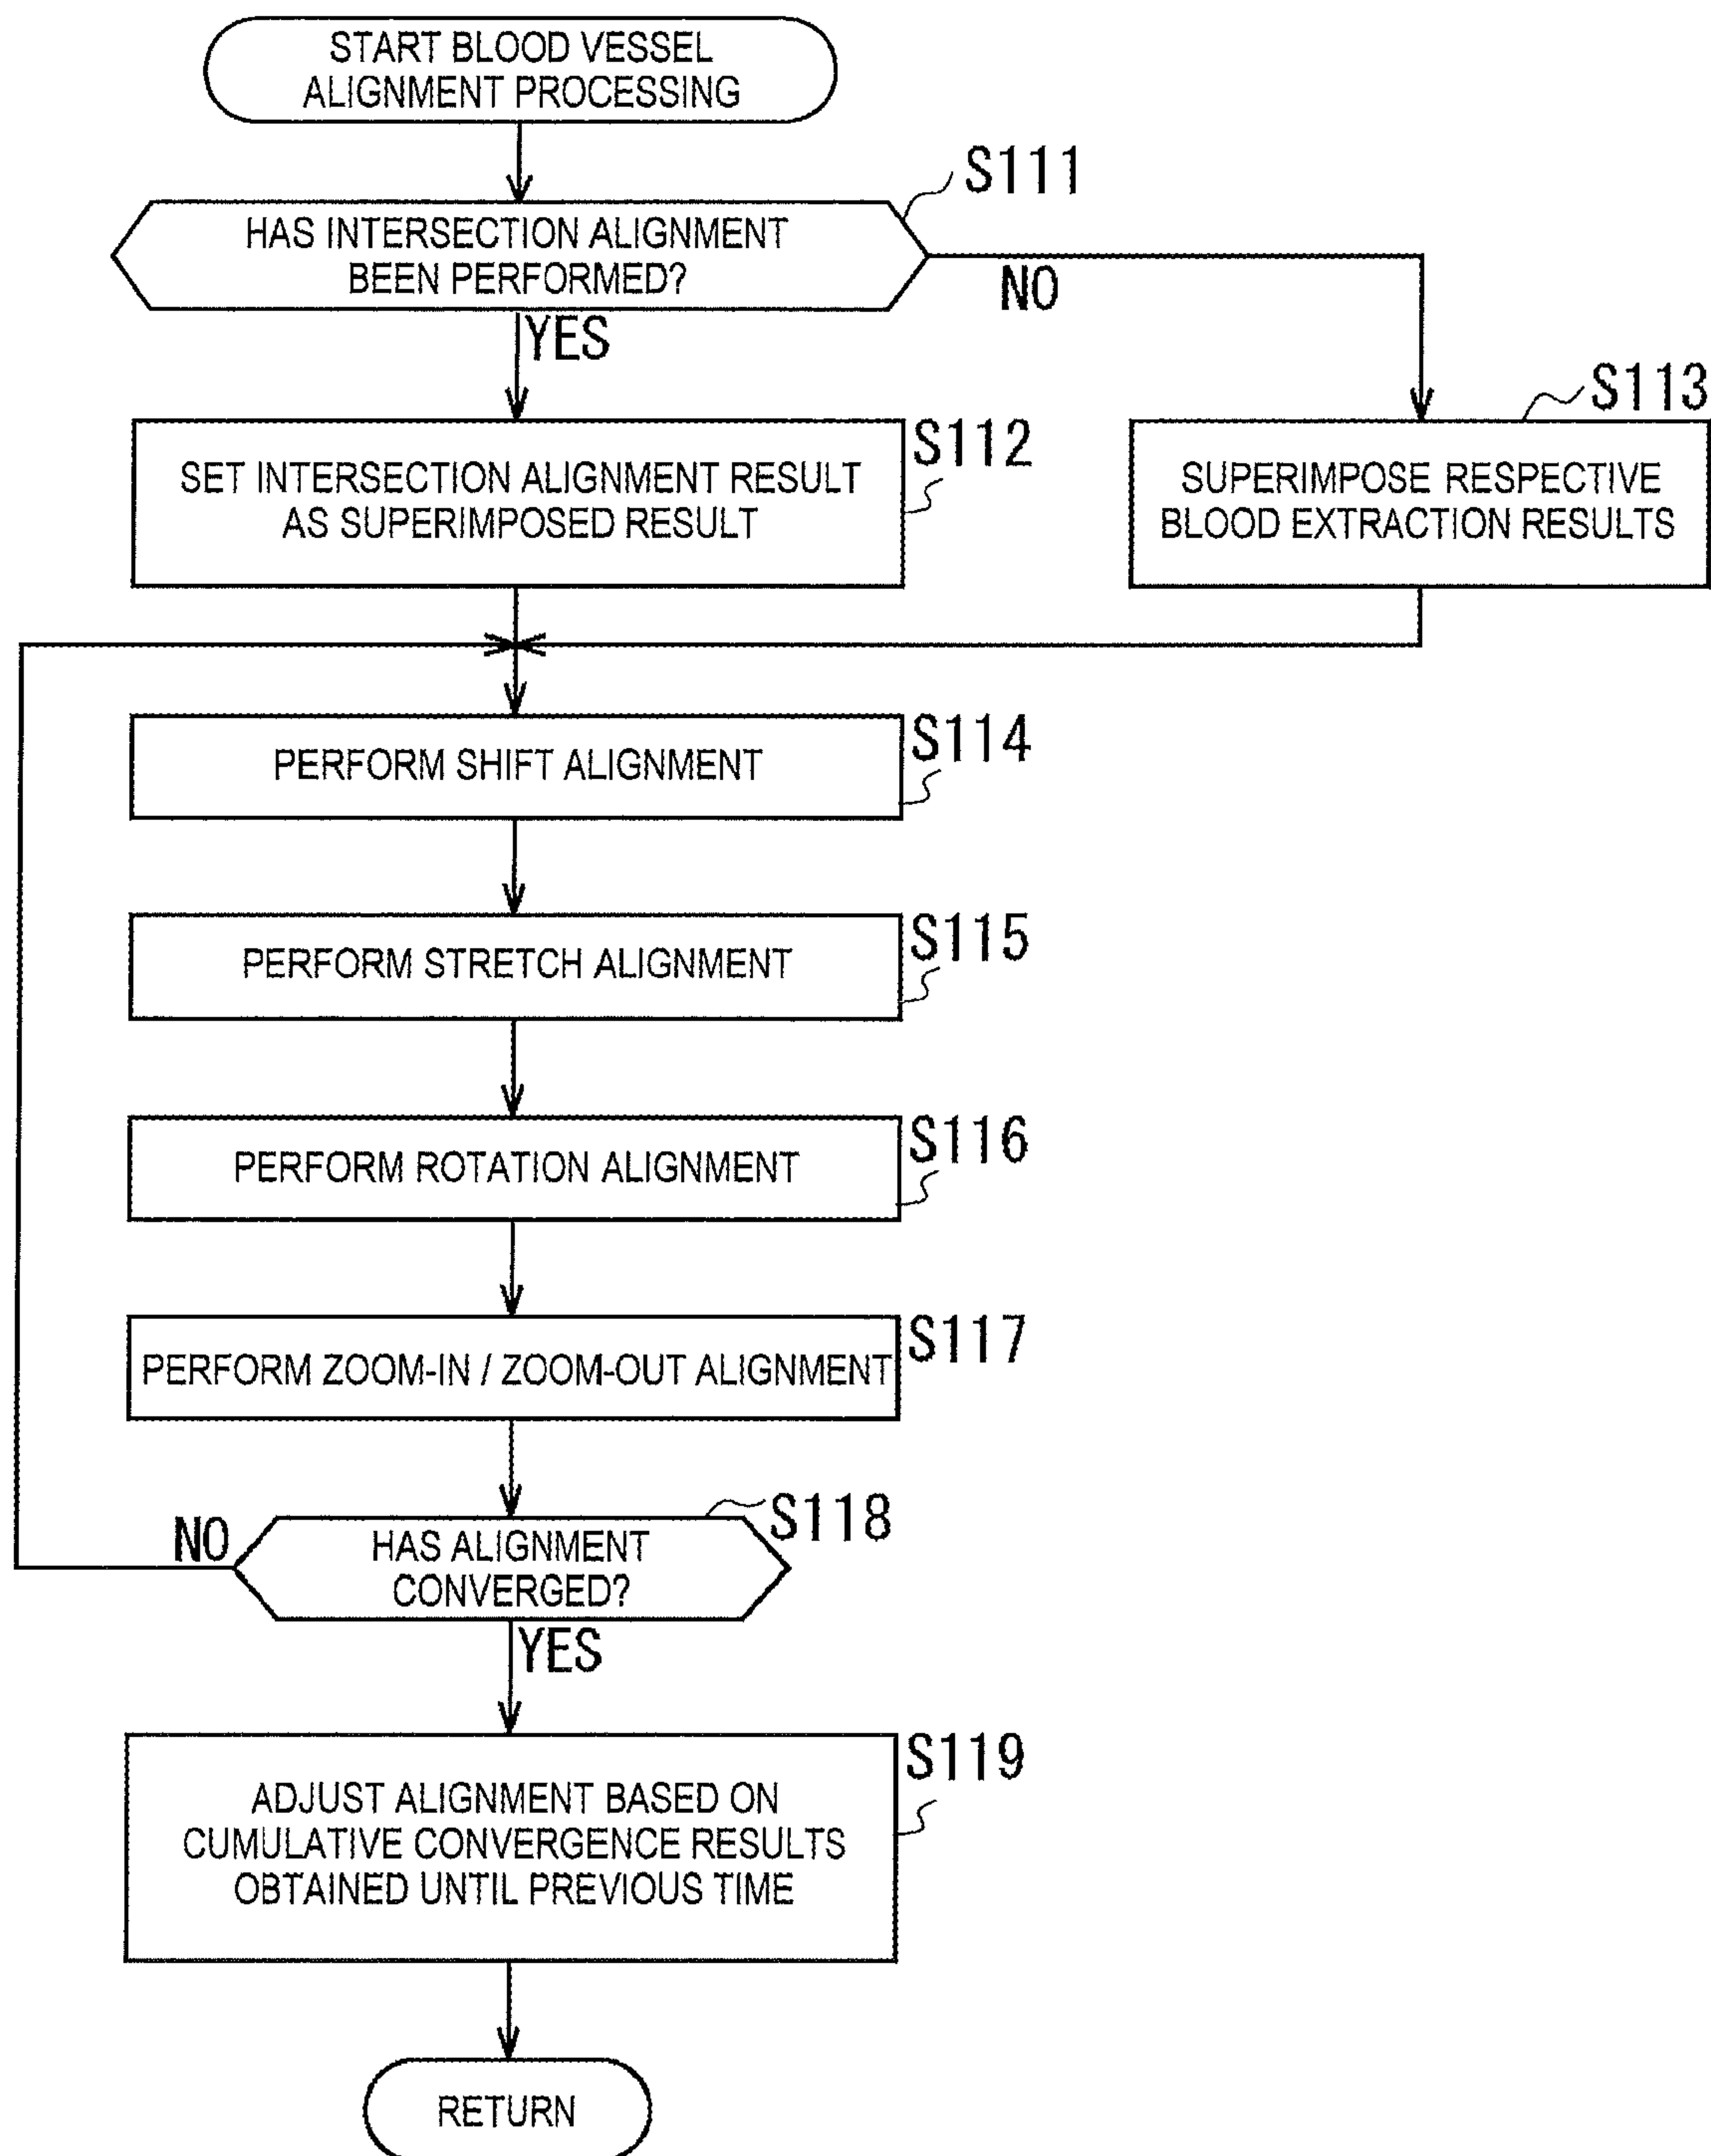 START BLOOD VESSEL
ALIGNMENT PROCESSING
S111
HAS INTERSECTION ALIGNMENT
BEEN PERFORMED?
NO
YES
S112
SET INTERSECTION ALIGNMENT RESULT
AS SUPERIMPOSED RESULT
S113
SUPERIMPOSE RESPECTIVE
BLOOD EXTRACTION RESULTS
S114
PERFORM SHIFT ALIGNMENT
S115
PERFORM STRETCH ALIGNMENT
S116
PERFORM ROTATION ALIGNMENT
S117
PERFORM ZOOM-IN / ZOOM-OUT ALIGNMENT
S118
NO
HAS ALIGNMENT
CONVERGED?
YES
S119
ADJUST ALIGNMENT BASED ON
CUMULATIVE CONVERGENCE RESULTS
OBTAINED UNTIL PREVIOUS TIME
RETURN